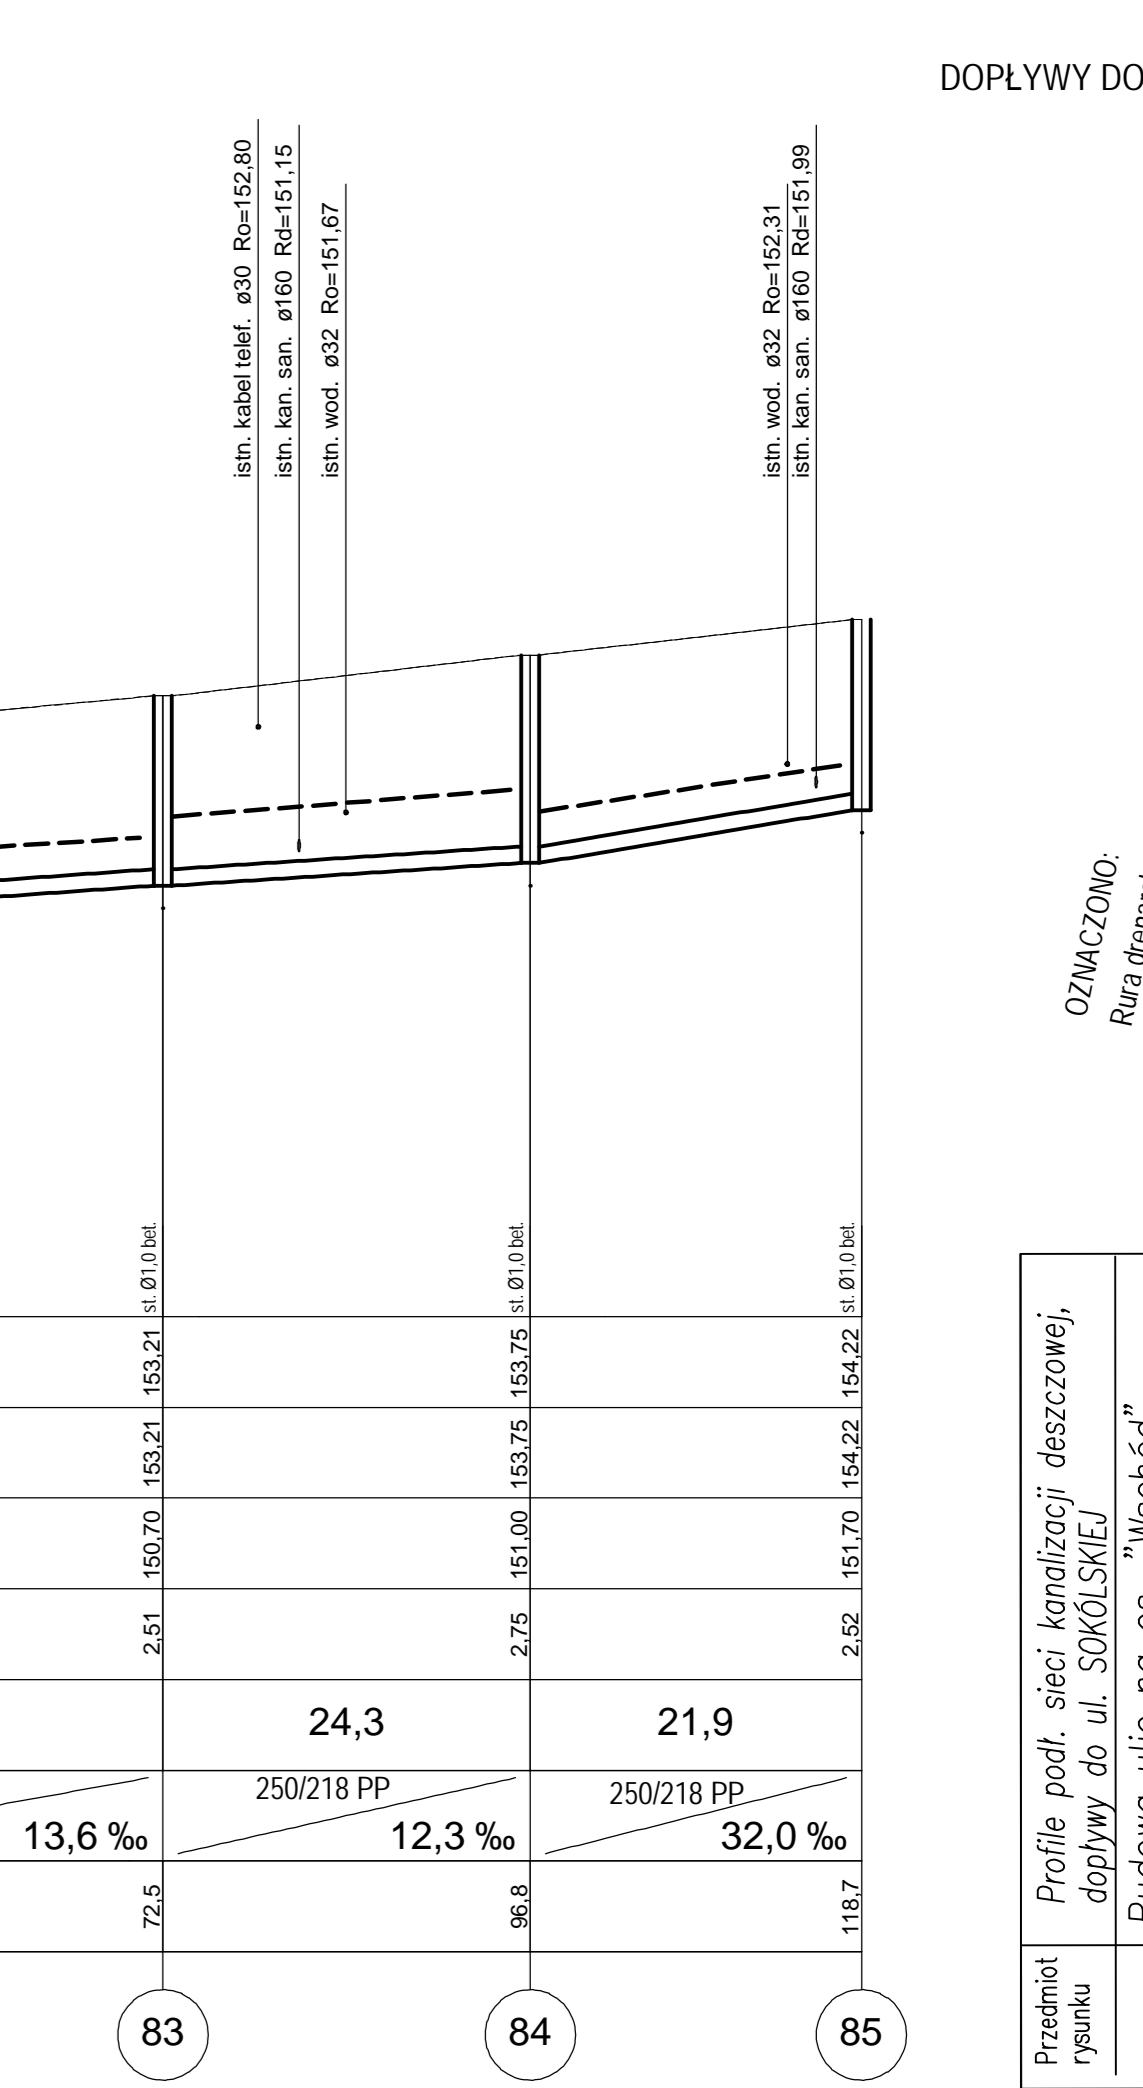 DOPŁYWY DO
istn. kabel telef. ø30 Ro=152,80
istn. kan. san. ø160 Rd=151,15
istn. wod. ø32 Ro=151,67
istn. wod. ø32 Ro=152,31
istn. kan. san. ø160 Rd=151,99
OZNACZONO:
Rura
st. Ø1,0 bet.
st. Ø1,0 bet.
st. Ø1,0 bet.
153,21
153,75
154,22
153,21
153,75
154,22
150,70
151,00
151,70
2,51
2,75
2,52
24,3
21,9
250/218 PP
250/218 PP
13,6 ‰
12,3 ‰
32,0 ‰
72,5
96,8
118,7
83
84
85
Przedmiot
rysunku
Profile podł. sieci kanalizacji deszczowej,
dopływy do ul. SOKÓLSKIEJ